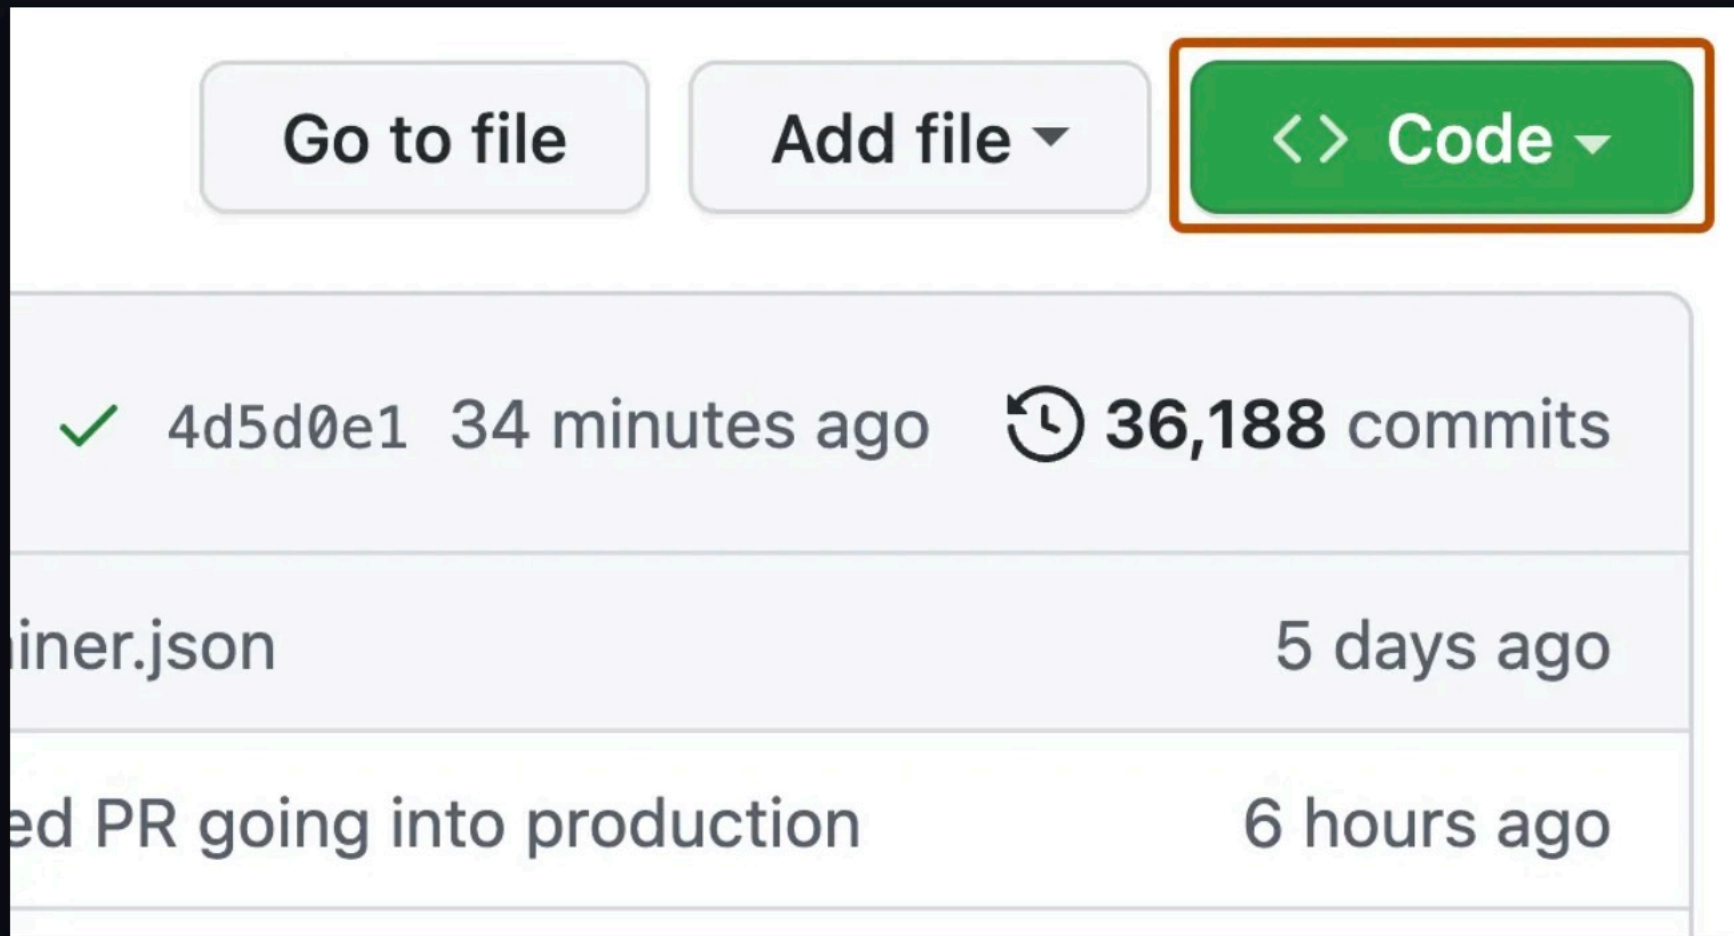 Go to file Add file <> Code
4d5d0e1 34 minutes ago 36,188 commits
iner.json 5 days ago
ed PR going into production 6 hours ago